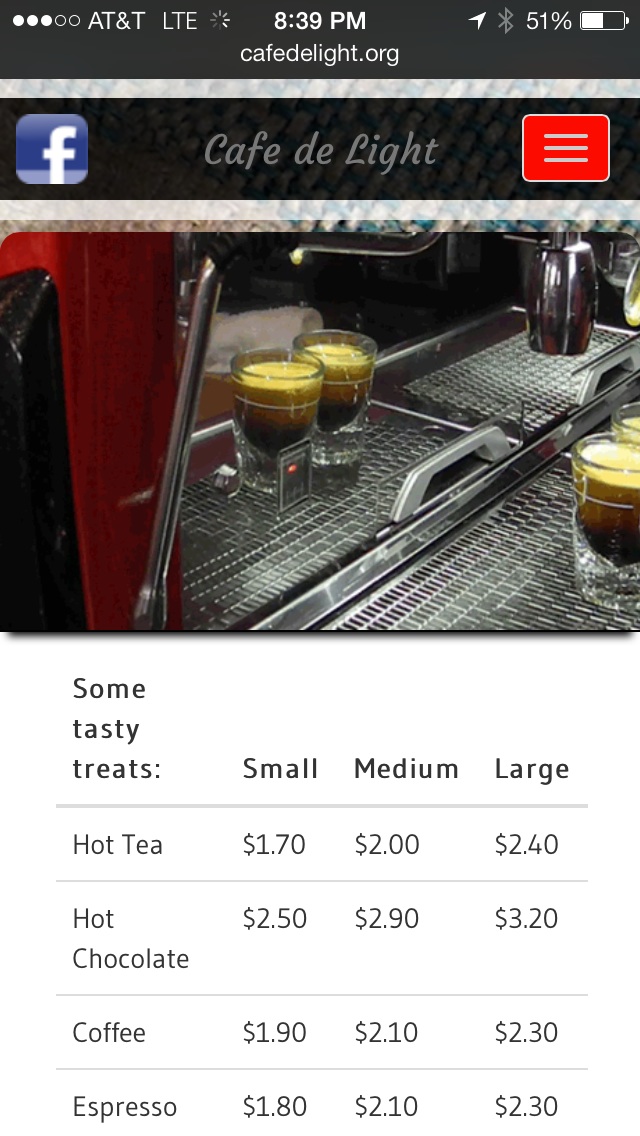 AT&T LTE 8:39 PM 51%
cafedelight.org
f Cafe de Light
Some
tasty
treats: Small Medium Large
Hot Tea $1.70 $2.00 $2.40
Hot $2.50 $2.90 $3.20
Chocolate
Coffee $1.90 $2.10 $2.30
Espresso $1.80 $2.10 $2.30